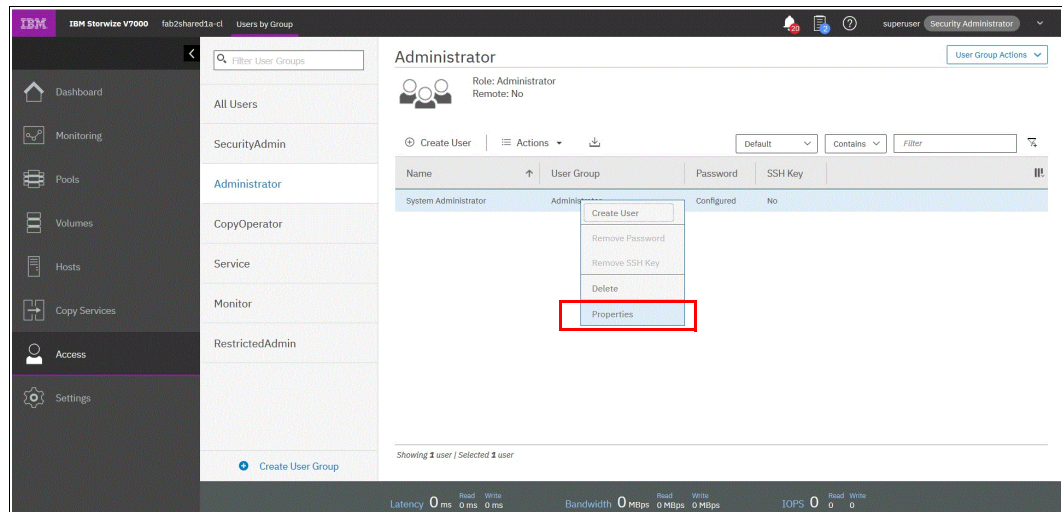 IBM IBM Storwize V7000 fab2shared1a-cl Users by Group 20 2 superuser Security Administrator
Filter User Groups
Dashboard
Monitoring
Pools
Volumes
Hosts
Copy Services
Access
Settings
All Users
SecurityAdmin
Administrator
CopyOperator
Service
Monitor
RestrictedAdmin
Create User Group
Administrator User Group Actions
Role: Administrator
Remote: No
Create User Actions Default Contains Filter
Name User Group Password SSH Key
System Administrator Administrator Configured No
Create User
Remove Password
Remove SSH Key
Delete
Properties
Showing 1 user | Selected 1 user
Read Write Read Write Read Write
Latency 0 ms 0 ms 0 ms Bandwidth 0 MBps 0 MBps 0 MBps IOPS 0 0 0